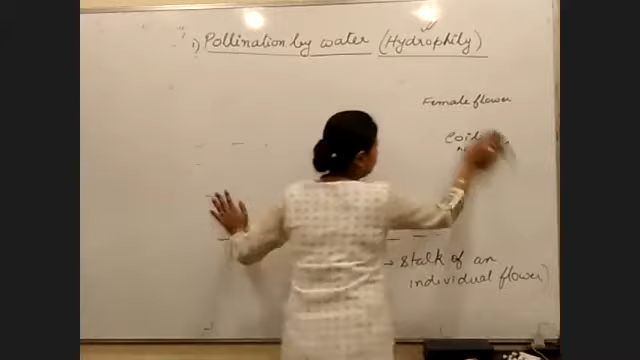 1) Pollination by water (Hydrophily)
Female flower
→ Stalk of an
individual flower)